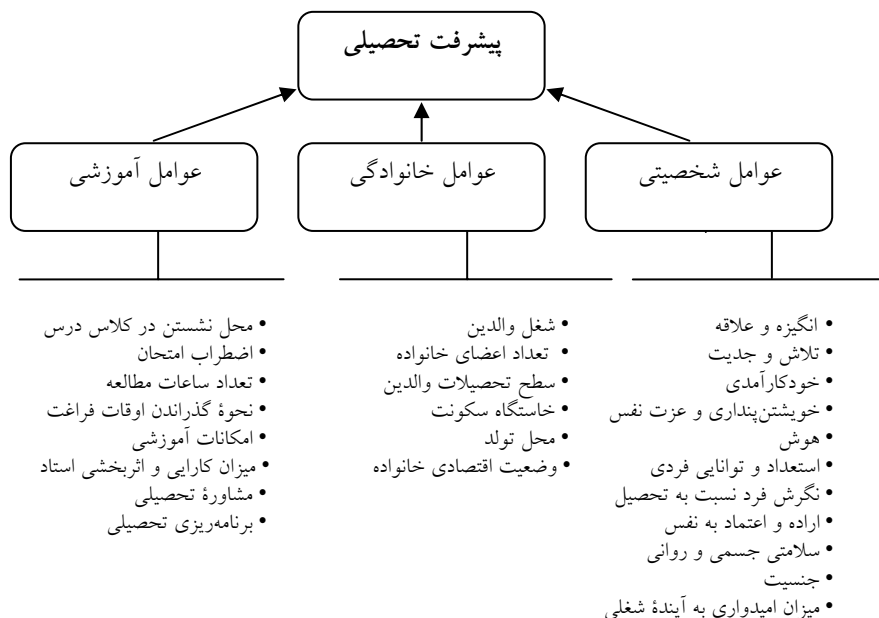 پیشرفت تحصیلی
عوامل شخصیتی
عوامل خانوادگی
عوامل آموزشی
• انگیزه و علاقه
• تلاش و جدیت
• خودکارآمدی
• خویشتن‌پنداری و عزت نفس
• هوش
• استعداد و توانایی فردی
• نگرش فرد نسبت به تحصیل
• اراده و اعتماد به نفس
• سلامتی جسمی و روانی
• جنسیت
• میزان امیدواری به آیندهٔ شغلی
• شغل والدین
• تعداد اعضای خانواده
• سطح تحصیلات والدین
• خاستگاه سکونت
• محل تولد
• وضعیت اقتصادی خانواده
• محل نشستن در کلاس درس
• اضطراب امتحان
• تعداد ساعات مطالعه
• نحوهٔ گذراندن اوقات فراغت
• امکانات آموزشی
• میزان کارایی و اثربخشی استاد
• مشاورهٔ تحصیلی
• برنامه‌ریزی تحصیلی